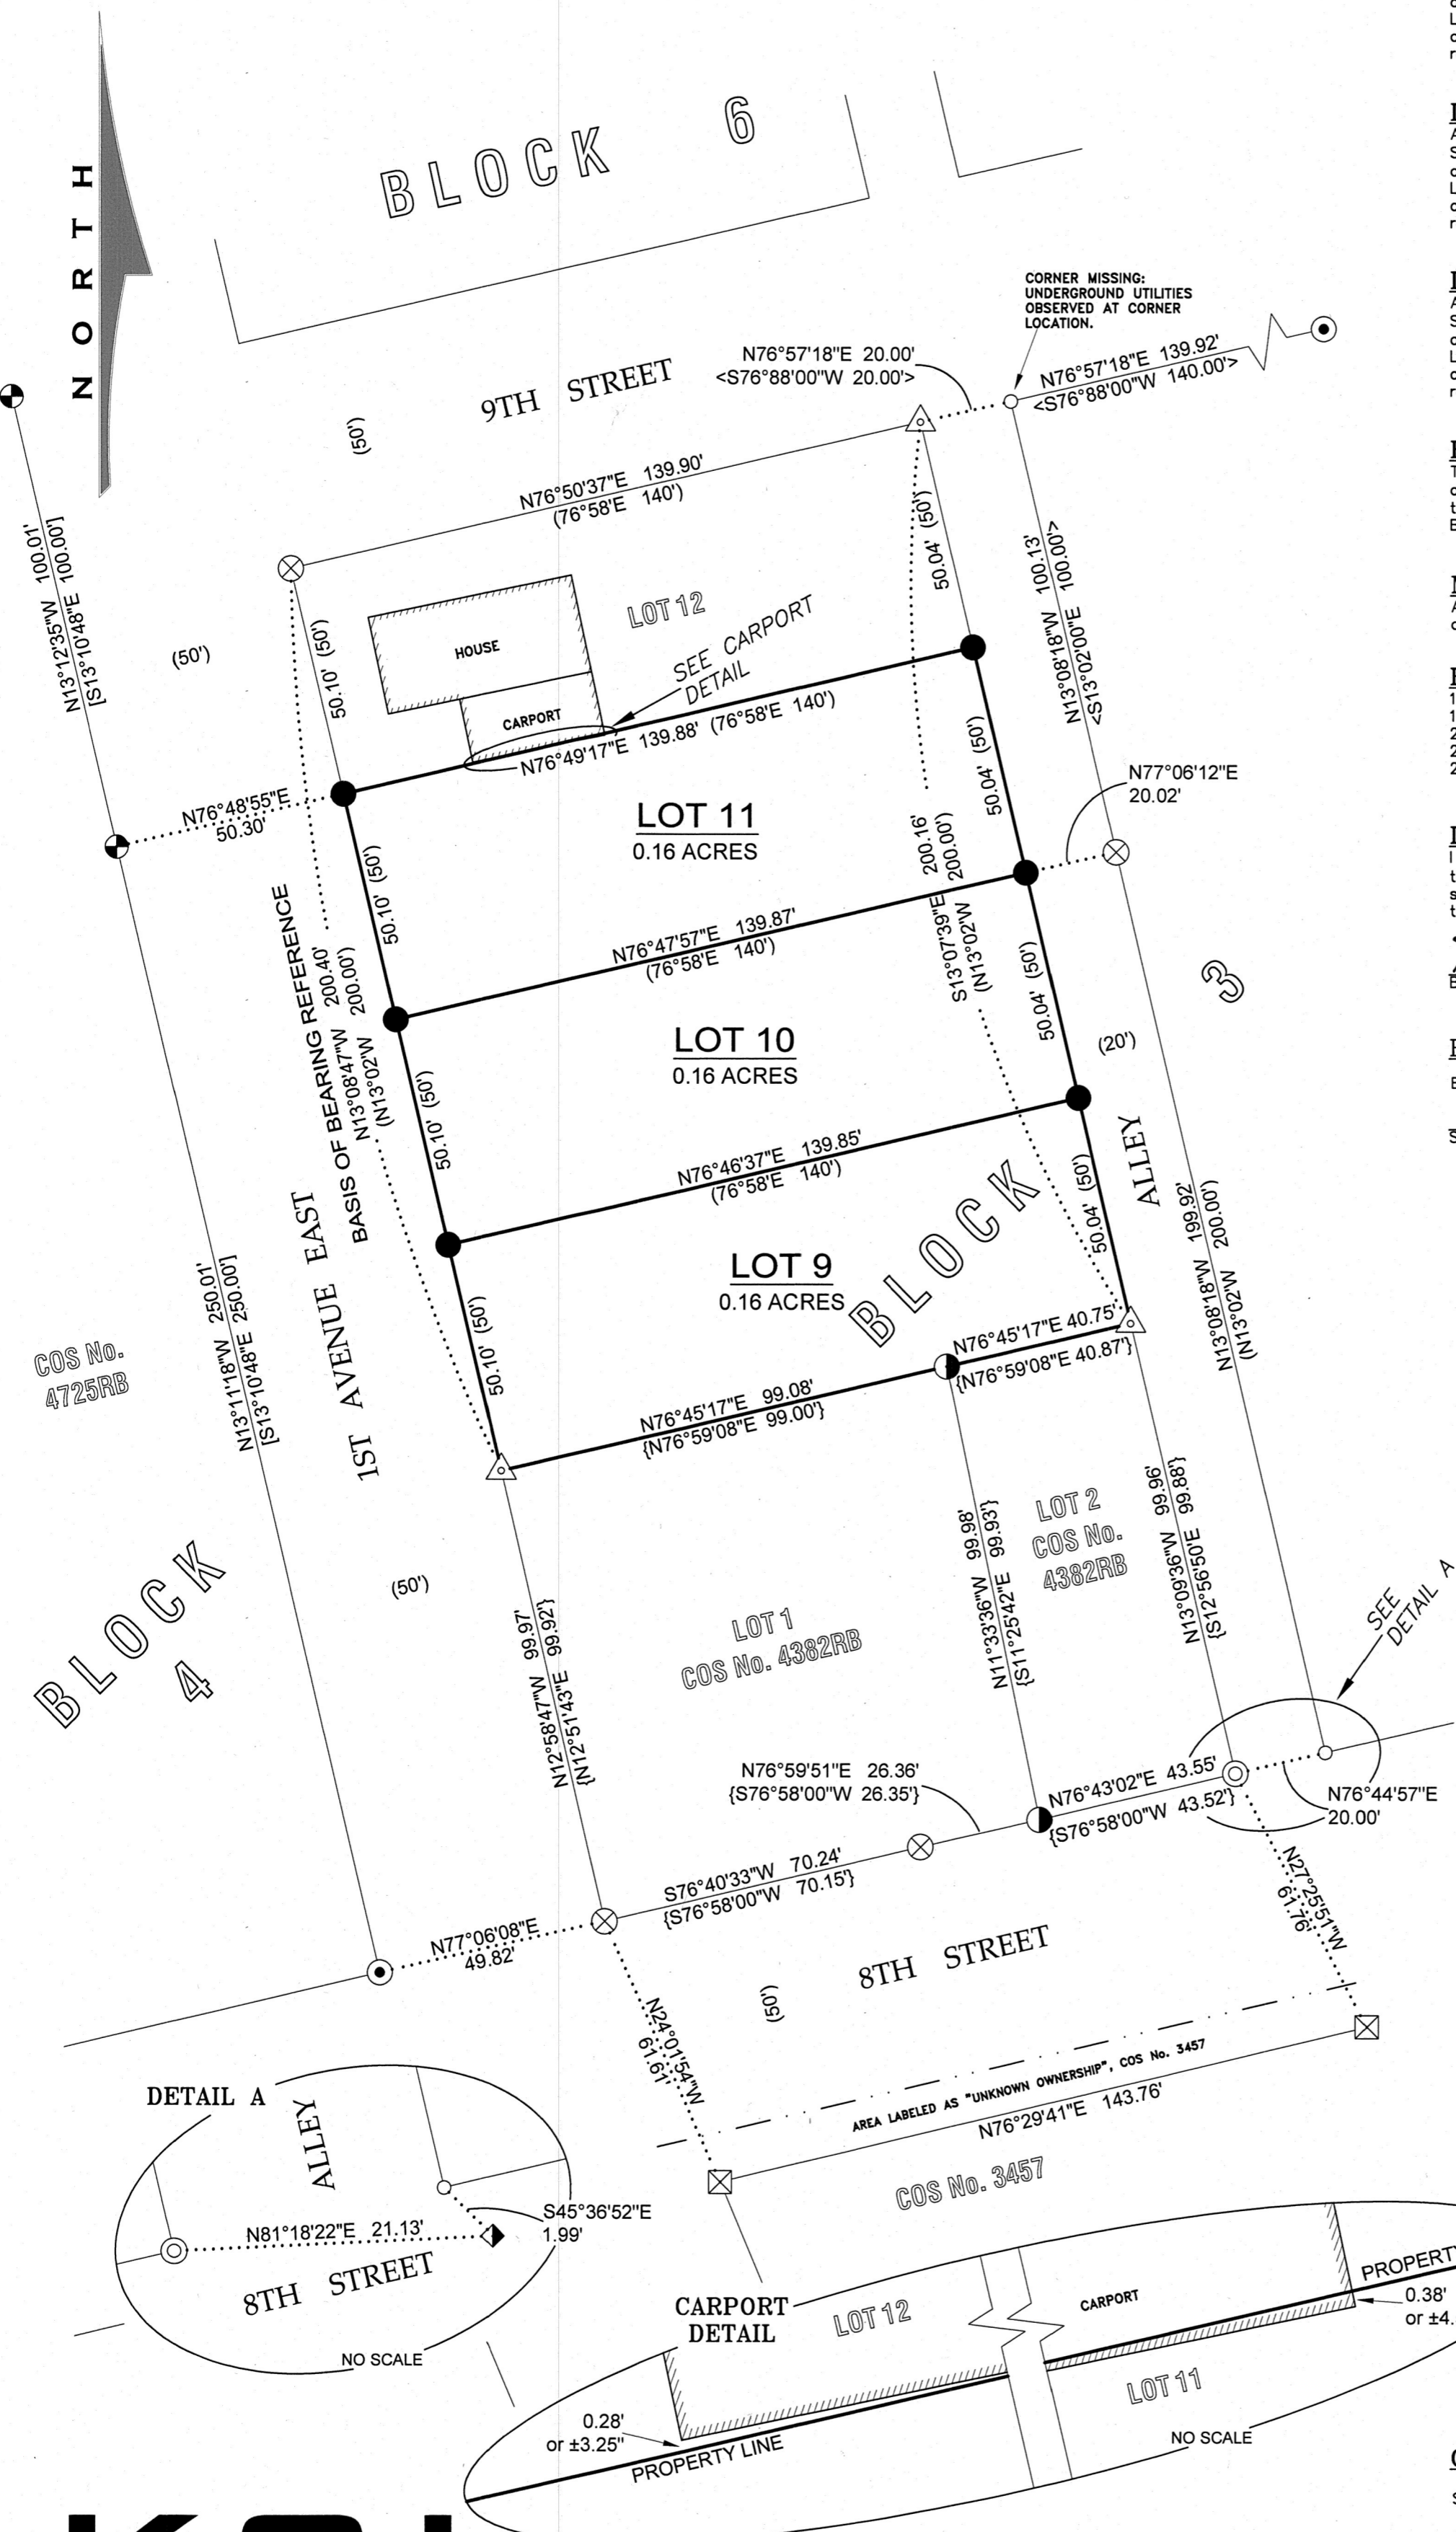 NORTH
BLOCK 6
CORNER MISSING:
UNDERGROUND UTILITIES
OBSERVED AT CORNER
LOCATION.
N76°57'18"E 20.00'
<S76°88'00"W 20.00'>
N76°57'18"E 139.92'
<S76°88'00"W 140.00'>
9TH STREET
(50')
N76°50'37"E 139.90'
(76°58'E 140')
N13°12'35"W 100.01'
[S13°10'48"E 100.00']
(50')
50.10' (50')
HOUSE
CARPORT
LOT 12
SEE CARPORT
DETAIL
50.04' (50')
N13°08'18"W 100.13'
<S13°02'00"E 100.00'>
N76°49'17"E 139.88' (76°58'E 140')
N76°48'55"E
50.30'
LOT 11
0.16 ACRES
50.04' (50')
N77°06'12"E
20.02'
50.10' (50')
N76°47'57"E 139.87'
(76°58'E 140')
S13°07'39"E 200.16'
(N13°02'W 200.00')
BASIS OF BEARING REFERENCE
N13°08'47"W 200.40'
(N13°02'W 200.00')
3
LOT 10
0.16 ACRES
50.04' (50')
(20')
50.10' (50')
N76°46'37"E 139.85'
(76°58'E 140')
ALLEY
BLOCK
1ST AVENUE EAST
LOT 9
0.16 ACRES
50.04' (50')
N13°08'18"W 199.92'
(N13°02'W 200.00')
N13°11'18"W 250.01'
[S13°10'48"E 250.00']
COS No.
4725RB
50.10' (50')
N76°45'17"E 40.75'
{N76°59'08"E 40.87'}
N76°45'17"E 99.08'
{N76°59'08"E 99.00'}
BLOCK
4
(50')
N12°58'47"W 99.97'
{N12°51'43"E 99.92'}
LOT 1
COS No. 4382RB
N11°33'36"W 99.98'
{S11°25'42"E 99.93'}
LOT 2
COS No.
4382RB
N13°09'36"W 99.96'
{S12°56'50"E 99.88'}
SEE
DETAIL A
N76°59'51"E 26.36'
{S76°58'00"W 26.35'}
N76°43'02"E 43.55'
{S76°58'00"W 43.52'}
N76°44'57"E
20.00'
S76°40'33"W 70.24'
{S76°58'00"W 70.15'}
N77°06'08"E
49.82'
8TH STREET
(50')
N27°25'51"W
61.76'
N24°01'54"W
61.61'
AREA LABELED AS "UNKNOWN OWNERSHIP", COS No. 3457
N76°29'41"E 143.76'
COS No. 3457
DETAIL A
ALLEY
N81°18'22"E 21.13'
S45°36'52"E
1.99'
8TH STREET
NO SCALE
CARPORT
DETAIL
LOT 12
CARPORT
PROPERTY
0.38'
or ±4.
LOT 11
0.28'
or ±3.25"
PROPERTY LINE
NO SCALE